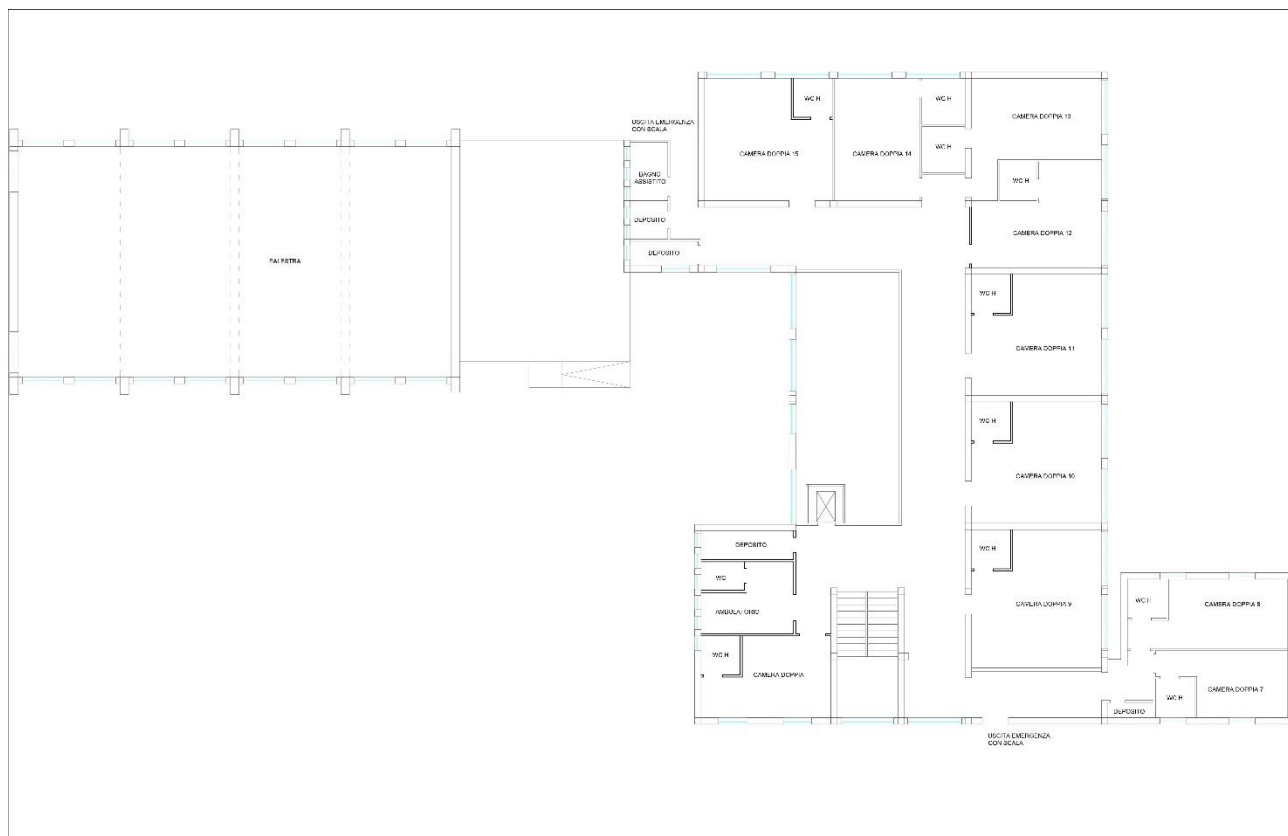 WC H
WC H
CAMERA DOPPIA 13
USCITA EMERGENZA
CON SCALA
WC H
CAMERA DOPPIA 15
CAMERA DOPPIA 14
BAGNO
ASSISTITO
WC H
DEPOSITO
CAMERA DOPPIA 12
DEPOSITO
PALESTRA
WC H
CAMERA DOPPIA 11
WC H
CAMERA DOPPIA 10
DEPOSITO
WC H
WC
CAMERA DOPPIA 9
AMBULATORIO
WC H
CAMERA DOPPIA 8
WC H
CAMERA DOPPIA
CAMERA DOPPIA 7
WC H
DEPOSITO
USCITA EMERGENZA
CON SCALA